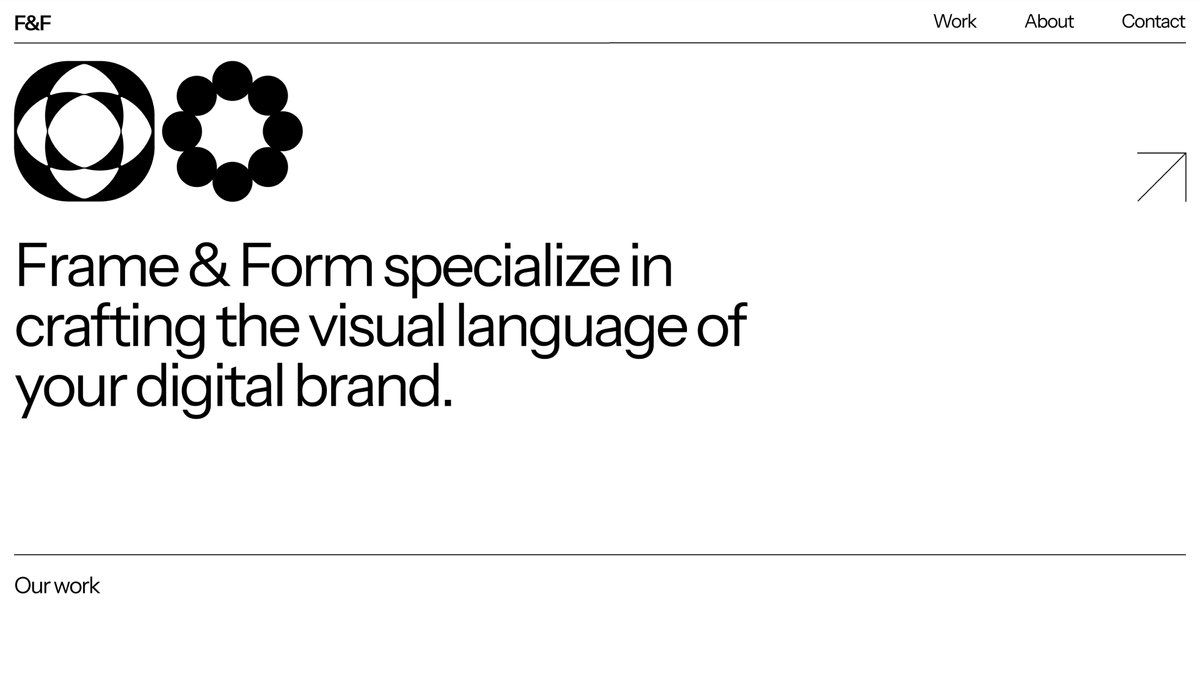 F&F
Work About Contact
Frame & Form specialize in
crafting the visual language of
your digital brand.
Our work